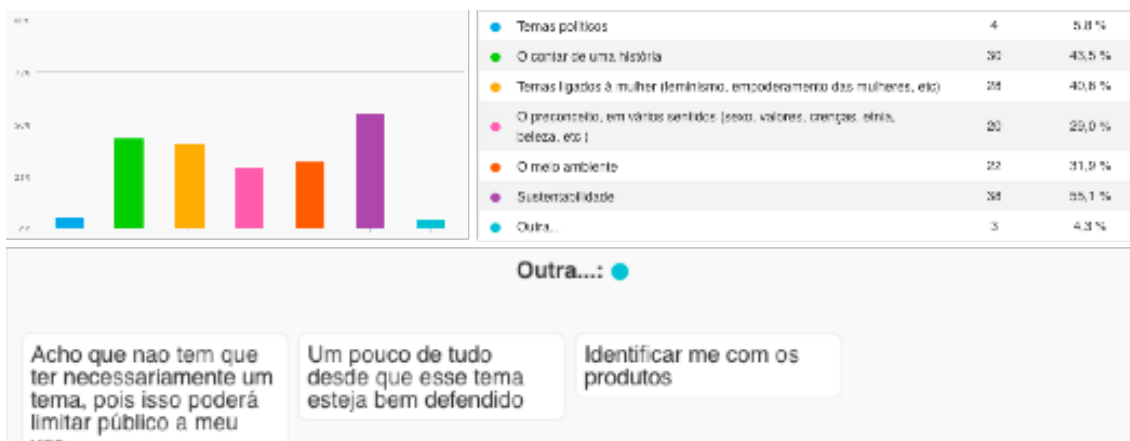 75%
50%
25%
0%
Temas políticos 4 5,8 %
O contar de uma história 30 43,5 %
Temas ligados à mulher (feminismo, empoderamento das mulheres, etc) 28 40,6 %
O preconceito, em vários sentidos (sexo, valores, crenças, etnia,
beleza, etc ) 20 29,0 %
O meio ambiente 22 31,9 %
Sustentabilidade 38 55,1 %
Outra... 3 4,3 %
Outra...:
Acho que nao tem que
ter necessariamente um
tema, pois isso poderá
limitar público a meu
Um pouco de tudo
desde que esse tema
esteja bem defendido
Identificar me com os
produtos